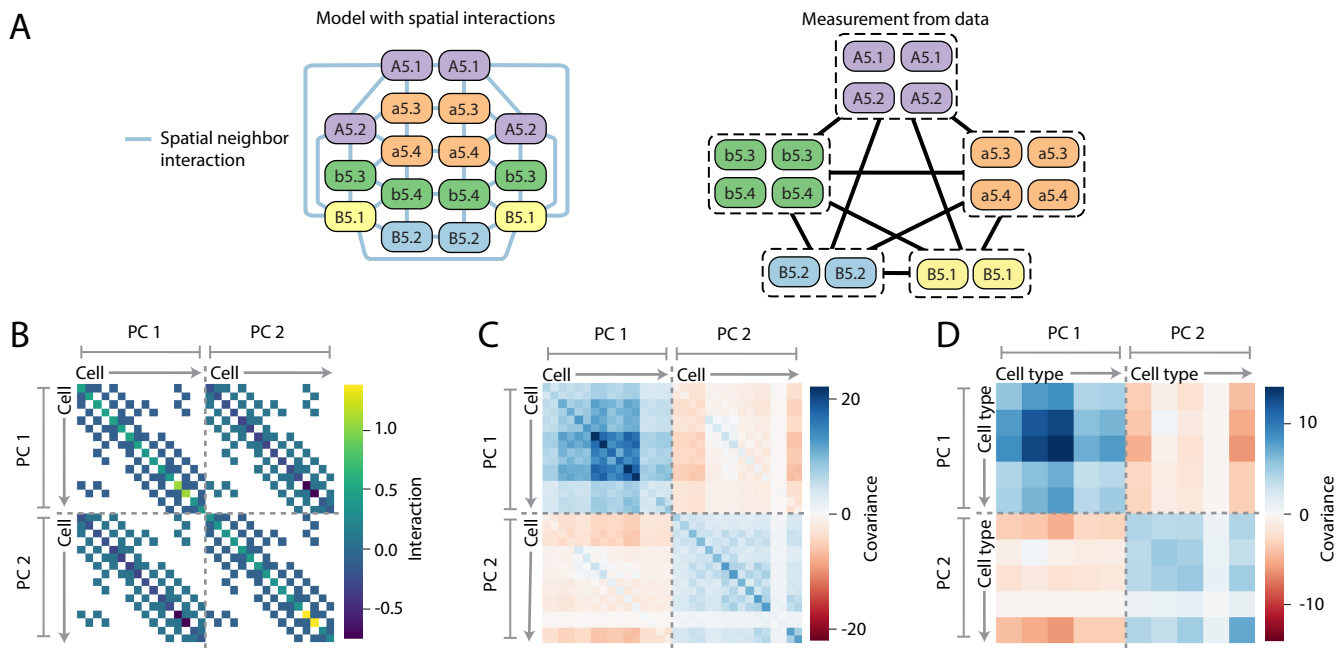 A
Model with spatial interactions
Measurement from data
A5.1 A5.1
a5.3 a5.3
A5.2 A5.2
a5.4 a5.4
b5.3 b5.3
b5.4 b5.4
B5.1 B5.1
B5.2 B5.2
Spatial neighbor
interaction
A5.1 A5.1
A5.2 A5.2
b5.3 b5.3
b5.4 b5.4
a5.3 a5.3
a5.4 a5.4
B5.2 B5.2
B5.1 B5.1
B
PC 1 PC 2
Cell Cell
PC 1
Cell
PC 2
Cell
1.0
0.5
0.0
-0.5
Interaction
C
PC 1 PC 2
Cell Cell
PC 1
Cell
PC 2
Cell
20
0
-20
Covariance
D
PC 1 PC 2
Cell type Cell type
PC 1
Cell type
PC 2
Cell type
10
0
-10
Covariance